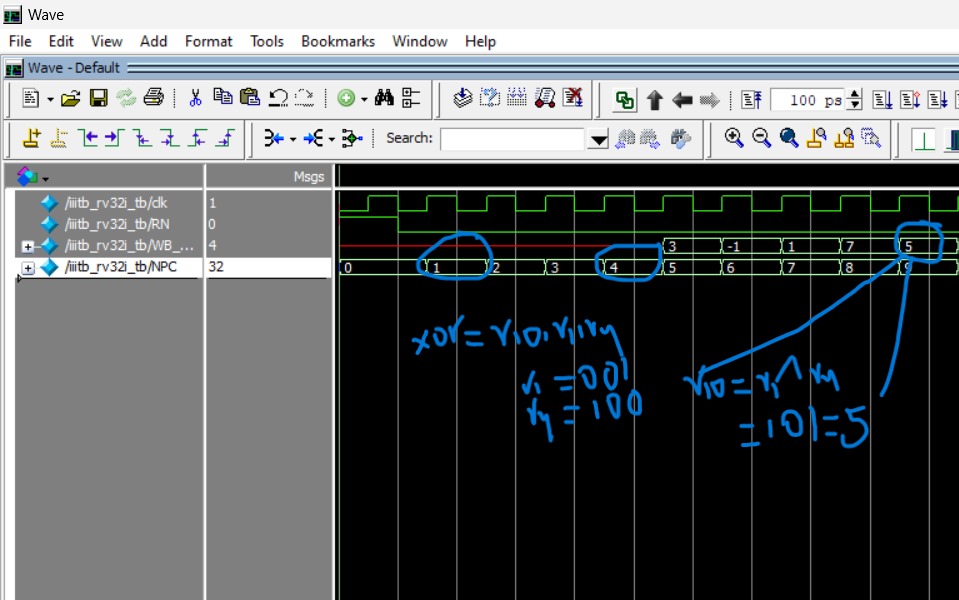 Wave
File Edit View Add Format Tools Bookmarks Window Help
Wave - Default
100 ps
Search:
Msgs
/iiitb_rv32i_tb/clk 1
/iiitb_rv32i_tb/RN 0
/iiitb_rv32i_tb/WB_... 4 3 -1 1 7 5
/iiitb_rv32i_tb/NPC 32 0 1 2 3 4 5 6 7 8 9
xor = r10, r1, r4
r1 = 001
r4 = 100
r10 = r1 ^ r4
= 101 = 5